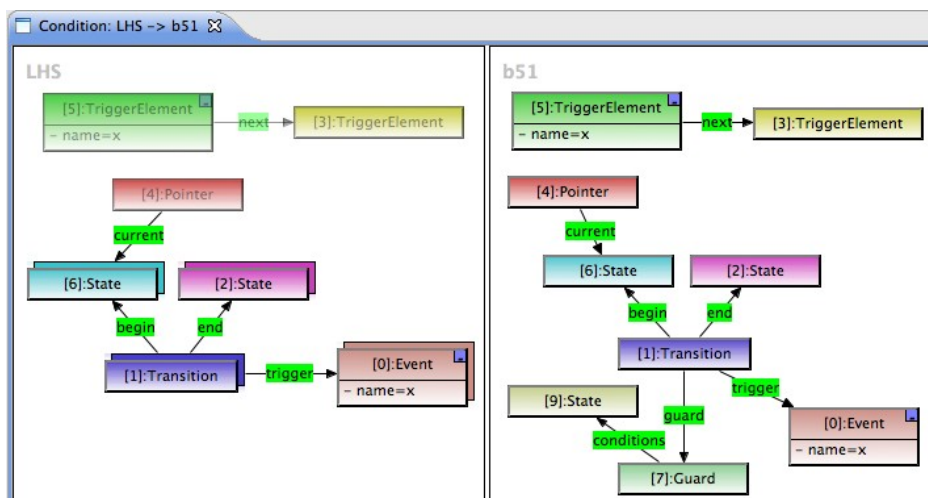 Condition: LHS -> b51
LHS
[5]:TriggerElement
- name=x
next
[3]:TriggerElement
[4]:Pointer
current
[6]:State
[2]:State
begin
end
[1]:Transition
trigger
[0]:Event
- name=x
b51
[5]:TriggerElement
- name=x
next
[3]:TriggerElement
[4]:Pointer
current
[6]:State
[2]:State
begin
end
[1]:Transition
trigger
[9]:State
guard
[0]:Event
- name=x
conditions
[7]:Guard